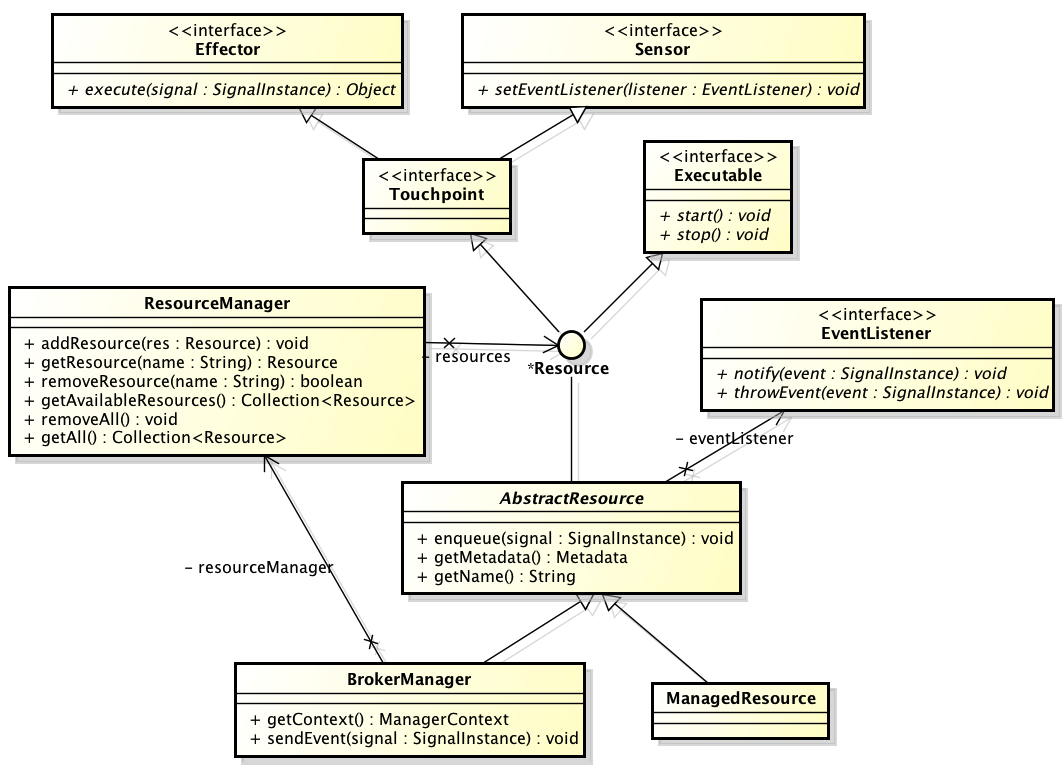 <<interface>>
Effector
+ execute(signal : SignalInstance) : Object
<<interface>>
Sensor
+ setEventListener(listener : EventListener) : void
<<interface>>
Touchpoint
<<interface>>
Executable
+ start() : void
+ stop() : void
ResourceManager
+ addResource(res : Resource) : void
+ getResource(name : String) : Resource
+ removeResource(name : String) : boolean
+ getAvailableResources() : Collection<Resource>
+ removeAll() : void
+ getAll() : Collection<Resource>
- resources
*
Resource
<<interface>>
EventListener
+ notify(event : SignalInstance) : void
+ throwEvent(event : SignalInstance) : void
- eventListener
AbstractResource
+ enqueue(signal : SignalInstance) : void
+ getMetadata() : Metadata
+ getName() : String
- resourceManager
BrokerManager
+ getContext() : ManagerContext
+ sendEvent(signal : SignalInstance) : void
ManagedResource